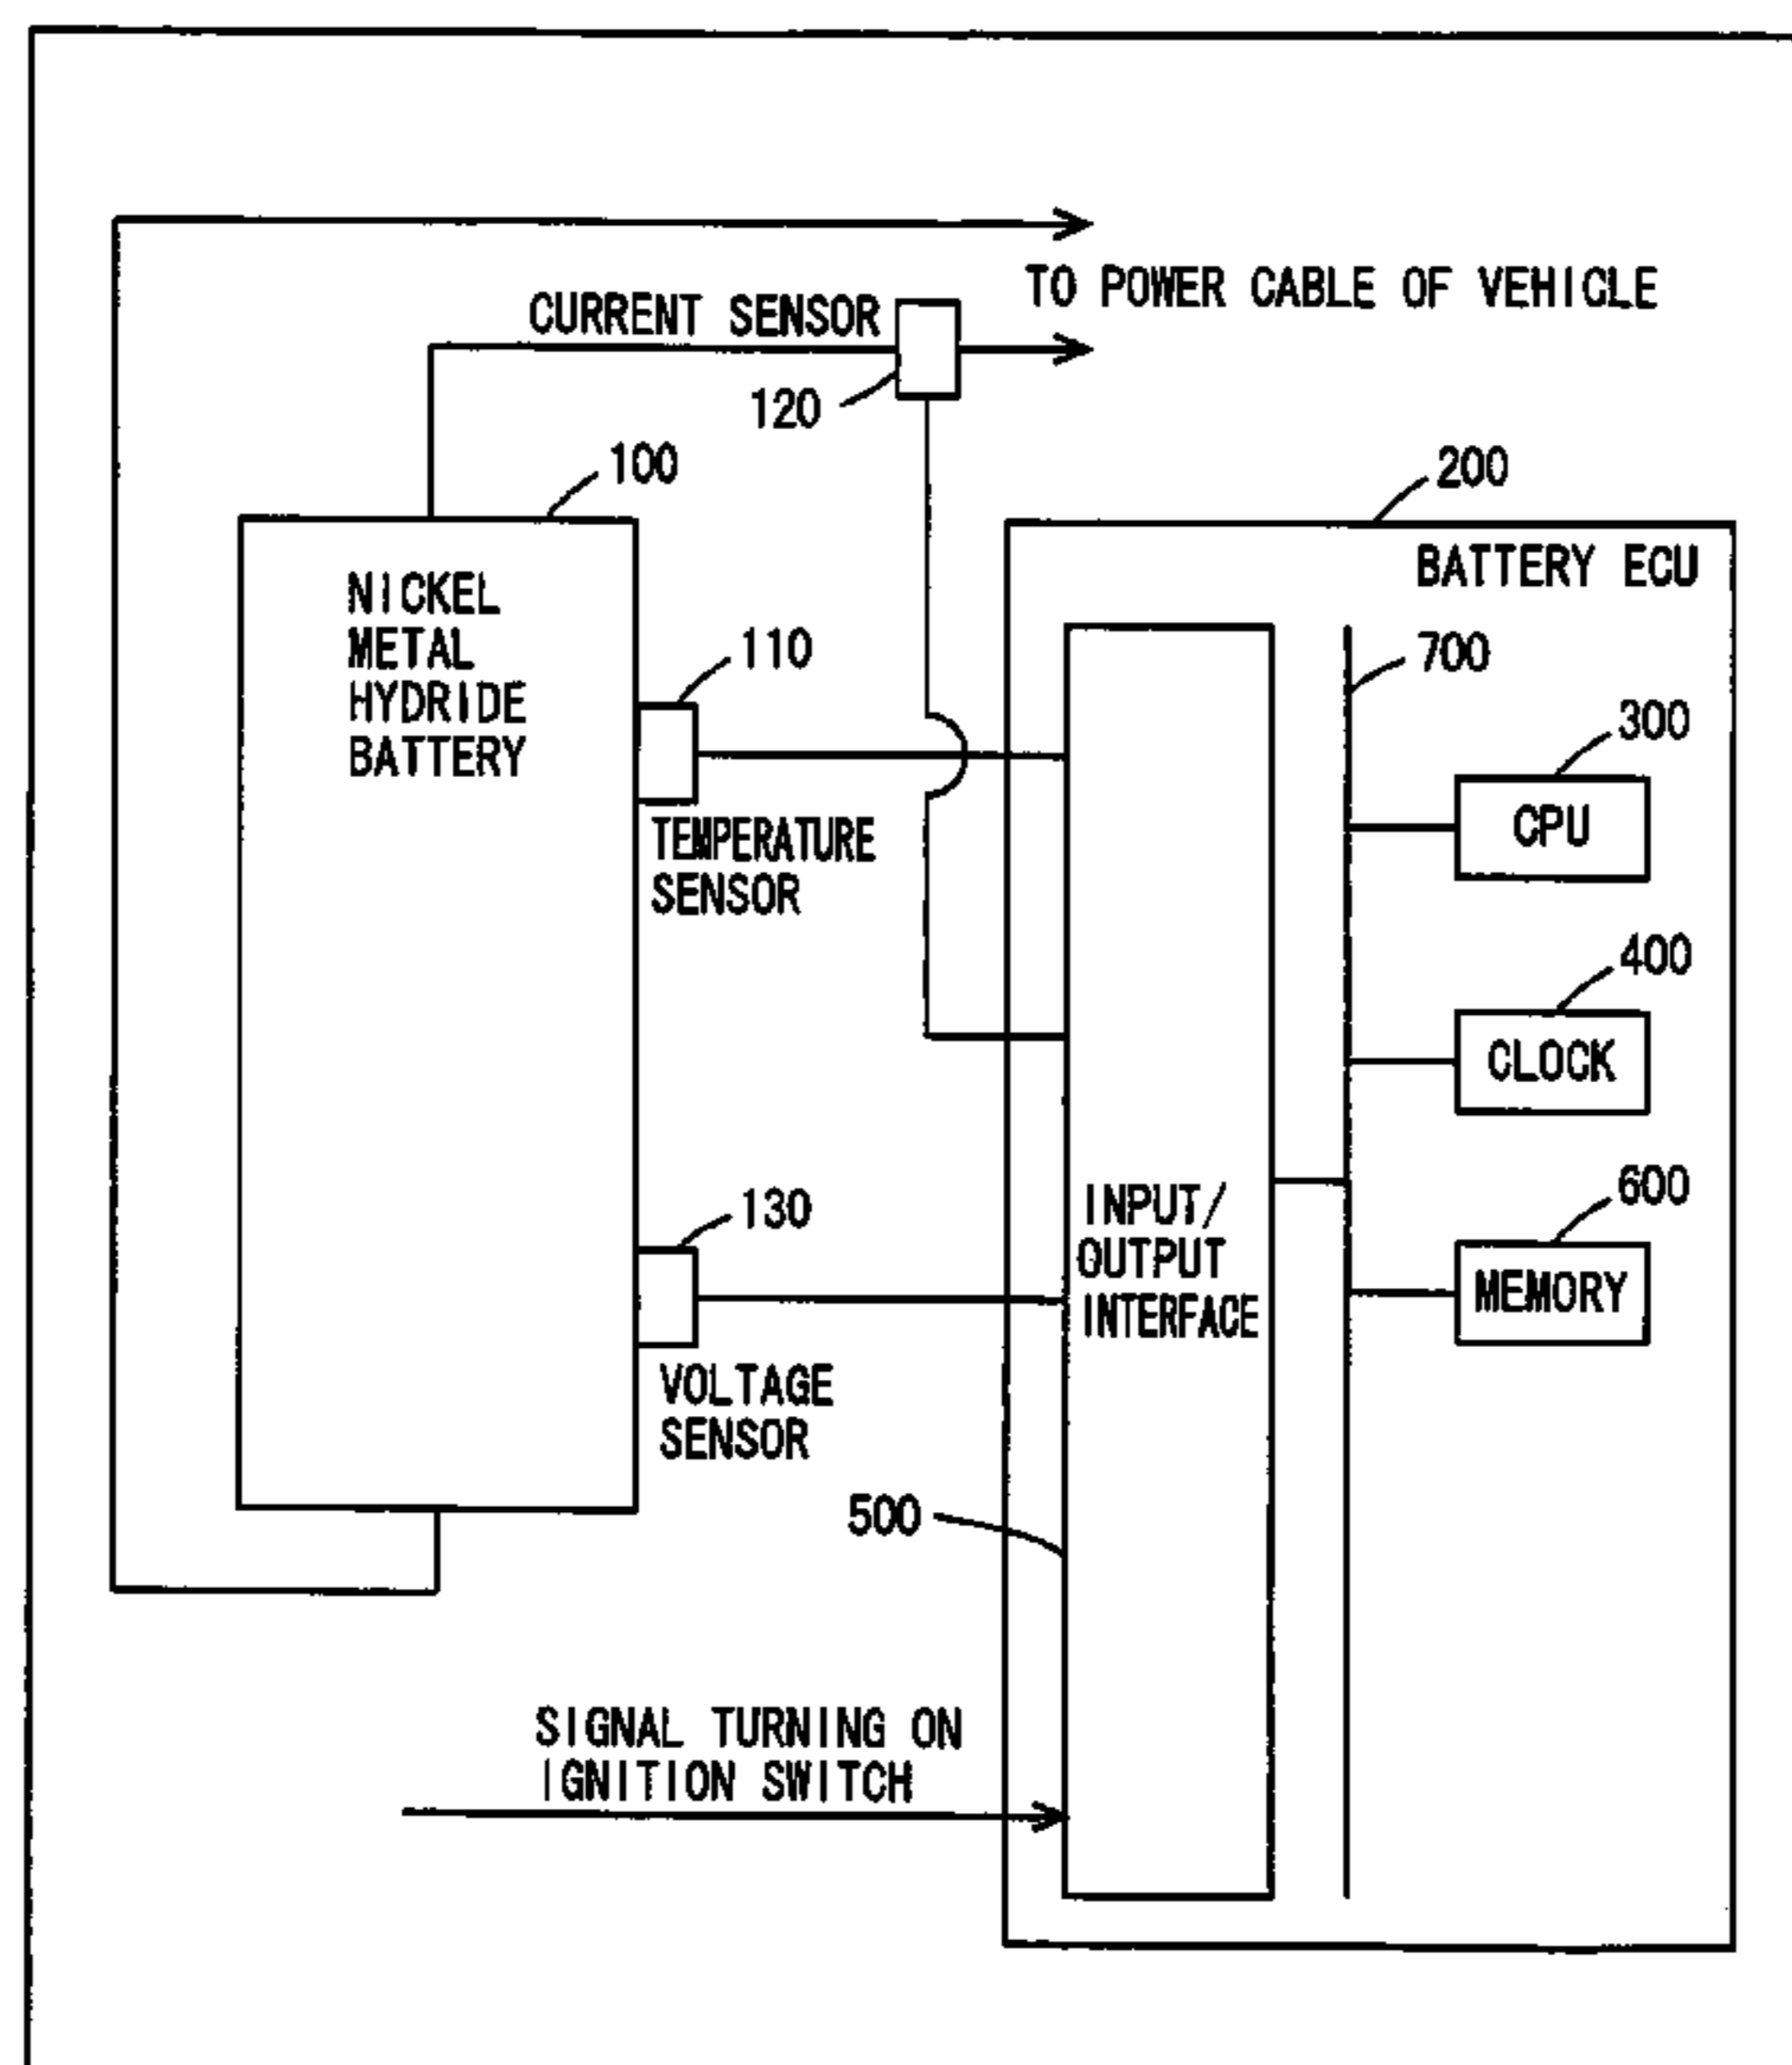 TO POWER CABLE OF VEHICLE
CURRENT SENSOR
120
100
200
NICKEL
METAL
HYDRIDE
BATTERY
BATTERY ECU
110
700
300
CPU
TEMPERATURE
SENSOR
400
CLOCK
130
INPUT/
OUTPUT
INTERFACE
600
MEMORY
VOLTAGE
SENSOR
500
SIGNAL TURNING ON
IGNITION SWITCH